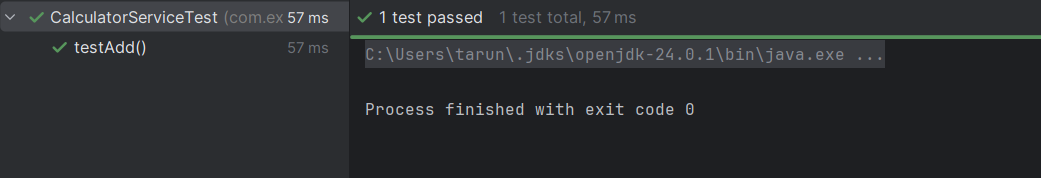 CalculatorServiceTest (com.ex 57 ms
testAdd() 57 ms
1 test passed 1 test total, 57 ms
C:\Users\tarun\.jdks\openjdk-24.0.1\bin\java.exe ...
Process finished with exit code 0